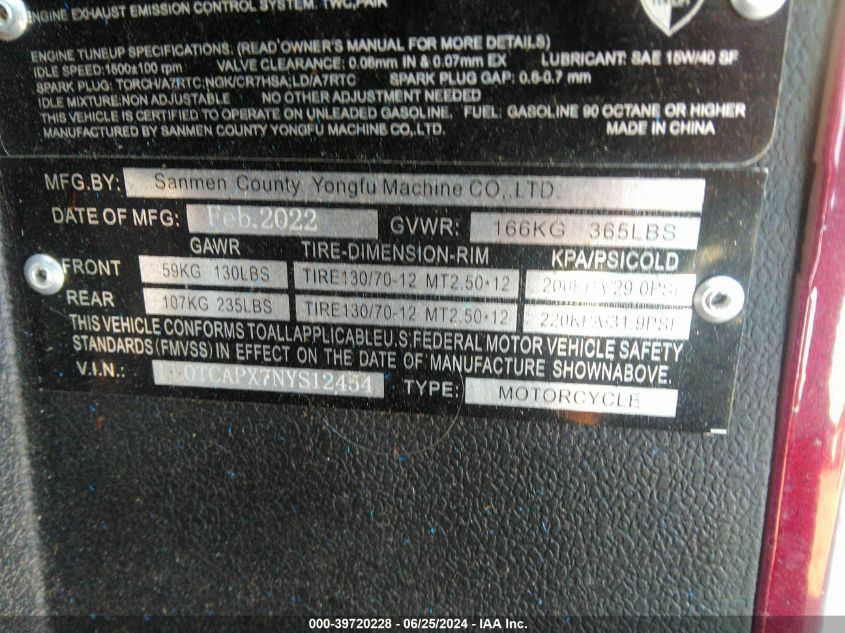 ENGINE EXHAUST EMISSION CONTROL SYSTEM: TWC,PAIR
ENGINE TUNEUP SPECIFICATIONS. (READ OWNER'S MANUAL FOR MORE DETAILS)
IDLE SPEED:1500±100 rpm VALVE CLEARANCE: 0.06mm IN & 0.07mm EX LUBRICANT: SAE 15W/40 SF
SPARK PLUG: TORCH/A7RTC;NGK/CR7HSA;LD/A7RTC SPARK PLUG GAP: 0.6-0.7 mm
IDLE MIXTURE:NON ADJUSTABLE NO OTHER ADJUSTMENT NEEDED
THIS VEHICLE IS CERTIFIED TO OPERATE ON UNLEADED GASOLINE. FUEL: GASOLINE 90 OCTANE OR HIGHER
MANUFACTURED BY SANMEN COUNTY YONGFU MACHINE CO,.LTD. MADE IN CHINA
MFG.BY: Sanmen County Yongfu Machine CO,.LTD.
DATE OF MFG: Feb.2022 GVWR: 166KG 365LBS
GAWR TIRE-DIMENSION-RIM KPA/PSICOLD
FRONT 59KG 130LBS TIRE130/70-12 MT2.50*12 200KPA/29.0PSI
REAR 107KG 235LBS TIRE130/70-12 MT2.50*12 220KPA/31.9PSI
THIS VEHICLE CONFORMS TOALLAPPLICABLEU.S.FEDERAL MOTOR VEHICLE SAFETY
STANDARDS(FMVSS) IN EFFECT ON THE DATE OF MANUFACTURE SHOWNABOVE.
V.I.N.: 0TCAPX7NYS12454 TYPE: MOTORCYCLE
000-39720228 - 06/25/2024 - IAA Inc.